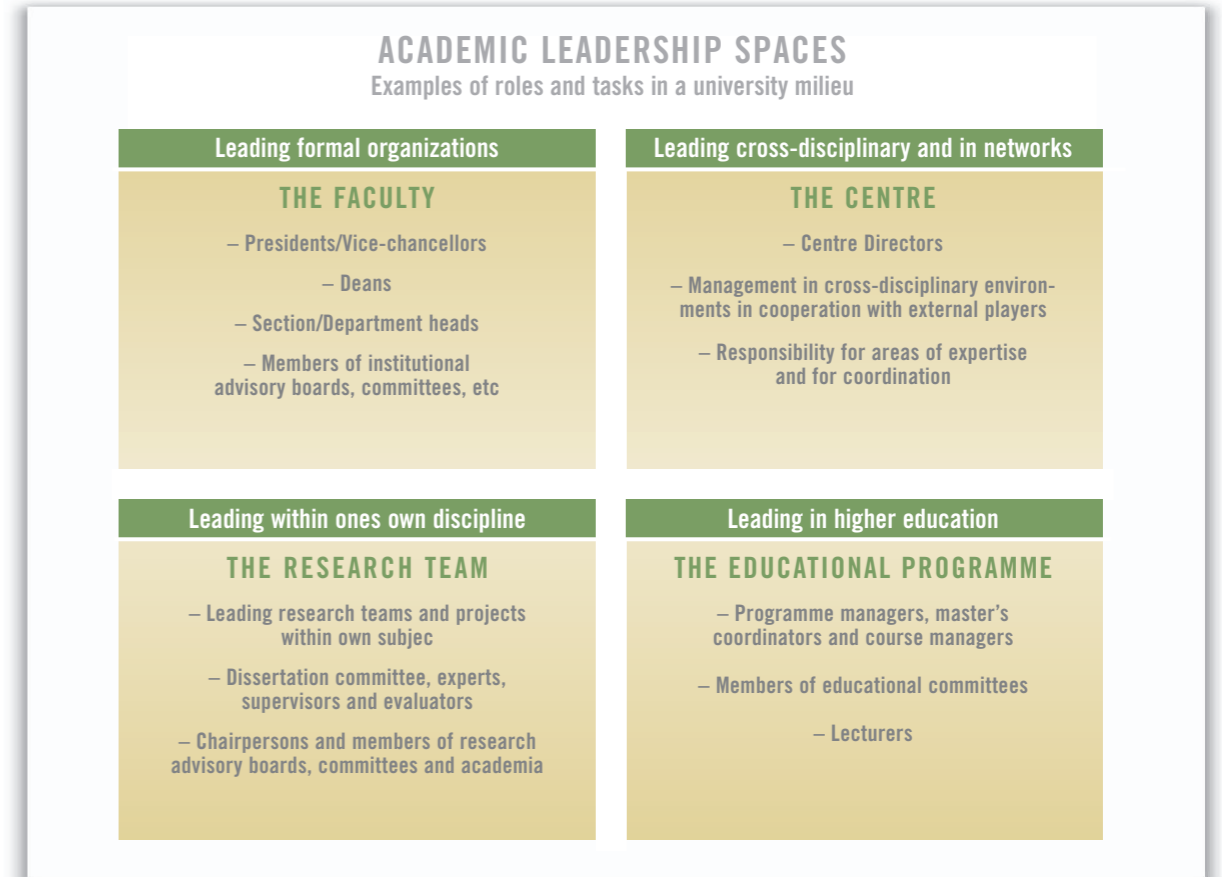 ACADEMIC LEADERSHIP SPACES
Examples of roles and tasks in a university milieu
Leading formal organizations
THE FACULTY
– Presidents/Vice-chancellors
– Deans
– Section/Department heads
– Members of institutional
advisory boards, committees, etc
Leading cross-disciplinary and in networks
THE CENTRE
– Centre Directors
– Management in cross-disciplinary environ-
ments in cooperation with external players
– Responsibility for areas of expertise
and for coordination
Leading within ones own discipline
THE RESEARCH TEAM
– Leading research teams and projects
within own subjec
– Dissertation committee, experts,
supervisors and evaluators
– Chairpersons and members of research
advisory boards, committees and academia
Leading in higher education
THE EDUCATIONAL PROGRAMME
– Programme managers, master’s
coordinators and course managers
– Members of educational committees
– Lecturers